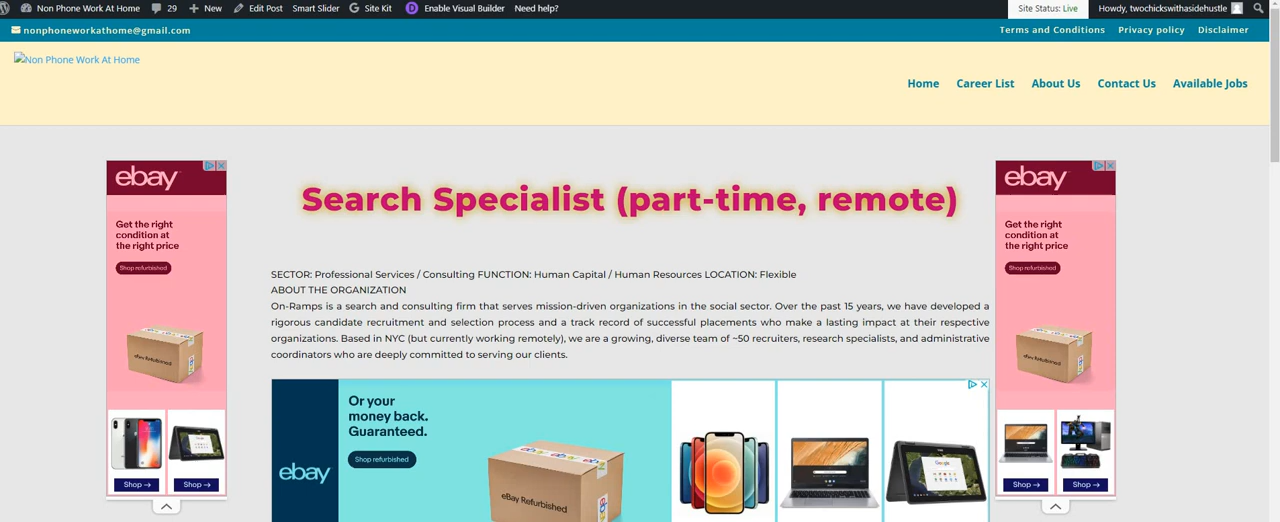 Non Phone Work At Home 29 New Edit Post Smart Slider Site Kit Enable Visual Builder Need help? Site Status: Live Howdy, twochickswithasidehustle
nonphoneworkathome@gmail.com Terms and Conditions Privacy policy Disclaimer
Non Phone Work At Home
Home Career List About Us Contact Us Available Jobs
ebay
Get the right
condition at
the right price
Shop refurbished
eBay Refurbished
Shop → Shop →
Search Specialist (part-time, remote)
SECTOR: Professional Services / Consulting FUNCTION: Human Capital / Human Resources LOCATION: Flexible
ABOUT THE ORGANIZATION
On-Ramps is a search and consulting firm that serves mission-driven organizations in the social sector. Over the past 15 years, we have developed a
rigorous candidate recruitment and selection process and a track record of successful placements who make a lasting impact at their respective
organizations. Based in NYC (but currently working remotely), we are a growing, diverse team of ~50 recruiters, research specialists, and administrative
coordinators who are deeply committed to serving our clients.
ebay
Or your
money back.
Guaranteed.
Shop refurbished
eBay Refurbished
Google
ebay
Get the right
condition at
the right price
Shop refurbished
eBay Refurbished
Shop → Shop →